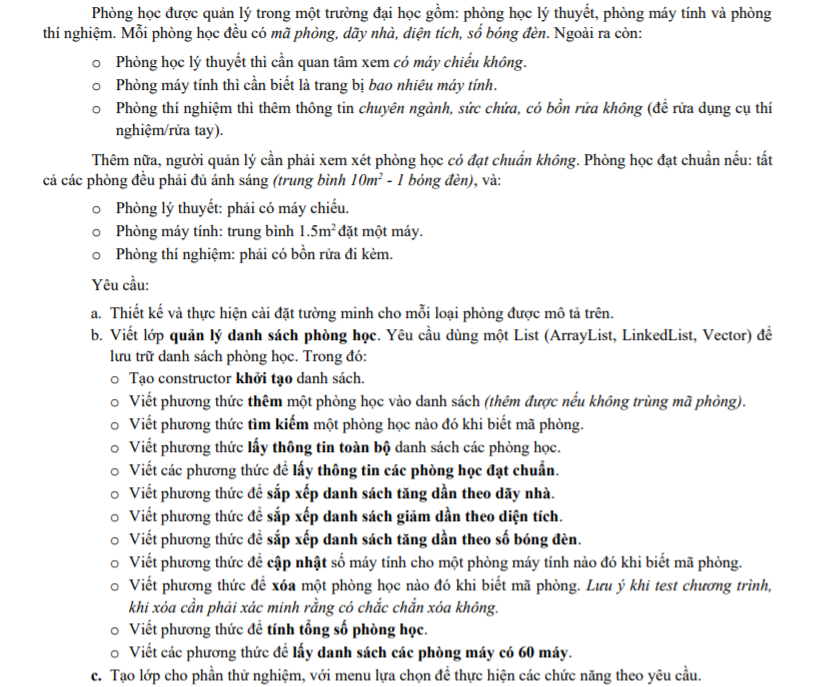 Phòng học được quản lý trong một trường đại học gồm: phòng học lý thuyết, phòng máy tính và phòng
thí nghiệm. Mỗi phòng học đều có mã phòng, dãy nhà, diện tích, số bóng đèn. Ngoài ra còn:
o Phòng học lý thuyết thì cần quan tâm xem có máy chiếu không.
o Phòng máy tính thì cần biết là trang bị bao nhiêu máy tính.
o Phòng thí nghiệm thì thêm thông tin chuyên ngành, sức chứa, có bồn rửa không (để rửa dụng cụ thí
nghiệm/rửa tay).
Thêm nữa, người quản lý cần phải xem xét phòng học có đạt chuẩn không. Phòng học đạt chuẩn nếu: tất
cả các phòng đều phải đủ ánh sáng (trung bình 10m² - 1 bóng đèn), và:
o Phòng lý thuyết: phải có máy chiếu.
o Phòng máy tính: trung bình 1.5m² đặt một máy.
o Phòng thí nghiệm: phải có bồn rửa đi kèm.
Yêu cầu:
a. Thiết kế và thực hiện cài đặt tường minh cho mỗi loại phòng được mô tả trên.
b. Viết lớp quản lý danh sách phòng học. Yêu cầu dùng một List (ArrayList, LinkedList, Vector) để
lưu trữ danh sách phòng học. Trong đó:
o Tạo constructor khởi tạo danh sách.
o Viết phương thức thêm một phòng học vào danh sách (thêm được nếu không trùng mã phòng).
o Viết phương thức tìm kiếm một phòng học nào đó khi biết mã phòng.
o Viết phương thức lấy thông tin toàn bộ danh sách các phòng học.
o Viết các phương thức để lấy thông tin các phòng học đạt chuẩn.
o Viết phương thức để sắp xếp danh sách tăng dần theo dãy nhà.
o Viết phương thức để sắp xếp danh sách giảm dần theo diện tích.
o Viết phương thức để sắp xếp danh sách tăng dần theo số bóng đèn.
o Viết phương thức để cập nhật số máy tính cho một phòng máy tính nào đó khi biết mã phòng.
o Viết phương thức để xóa một phòng học nào đó khi biết mã phòng. Lưu ý khi test chương trình,
khi xóa cần phải xác minh rằng có chắc chắn xóa không.
o Viết phương thức để tính tổng số phòng học.
o Viết các phương thức để lấy danh sách các phòng máy có 60 máy.
c. Tạo lớp cho phần thử nghiệm, với menu lựa chọn để thực hiện các chức năng theo yêu cầu.